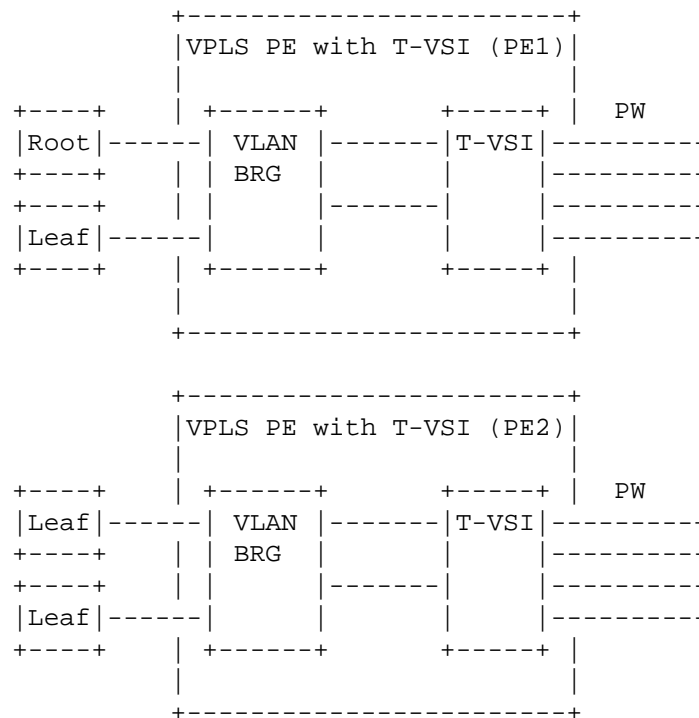 VPLS PE with T-VSI (PE1)
PW
Root VLAN T-VSI
BRG
Leaf
VPLS PE with T-VSI (PE2)
PW
Leaf VLAN T-VSI
BRG
Leaf